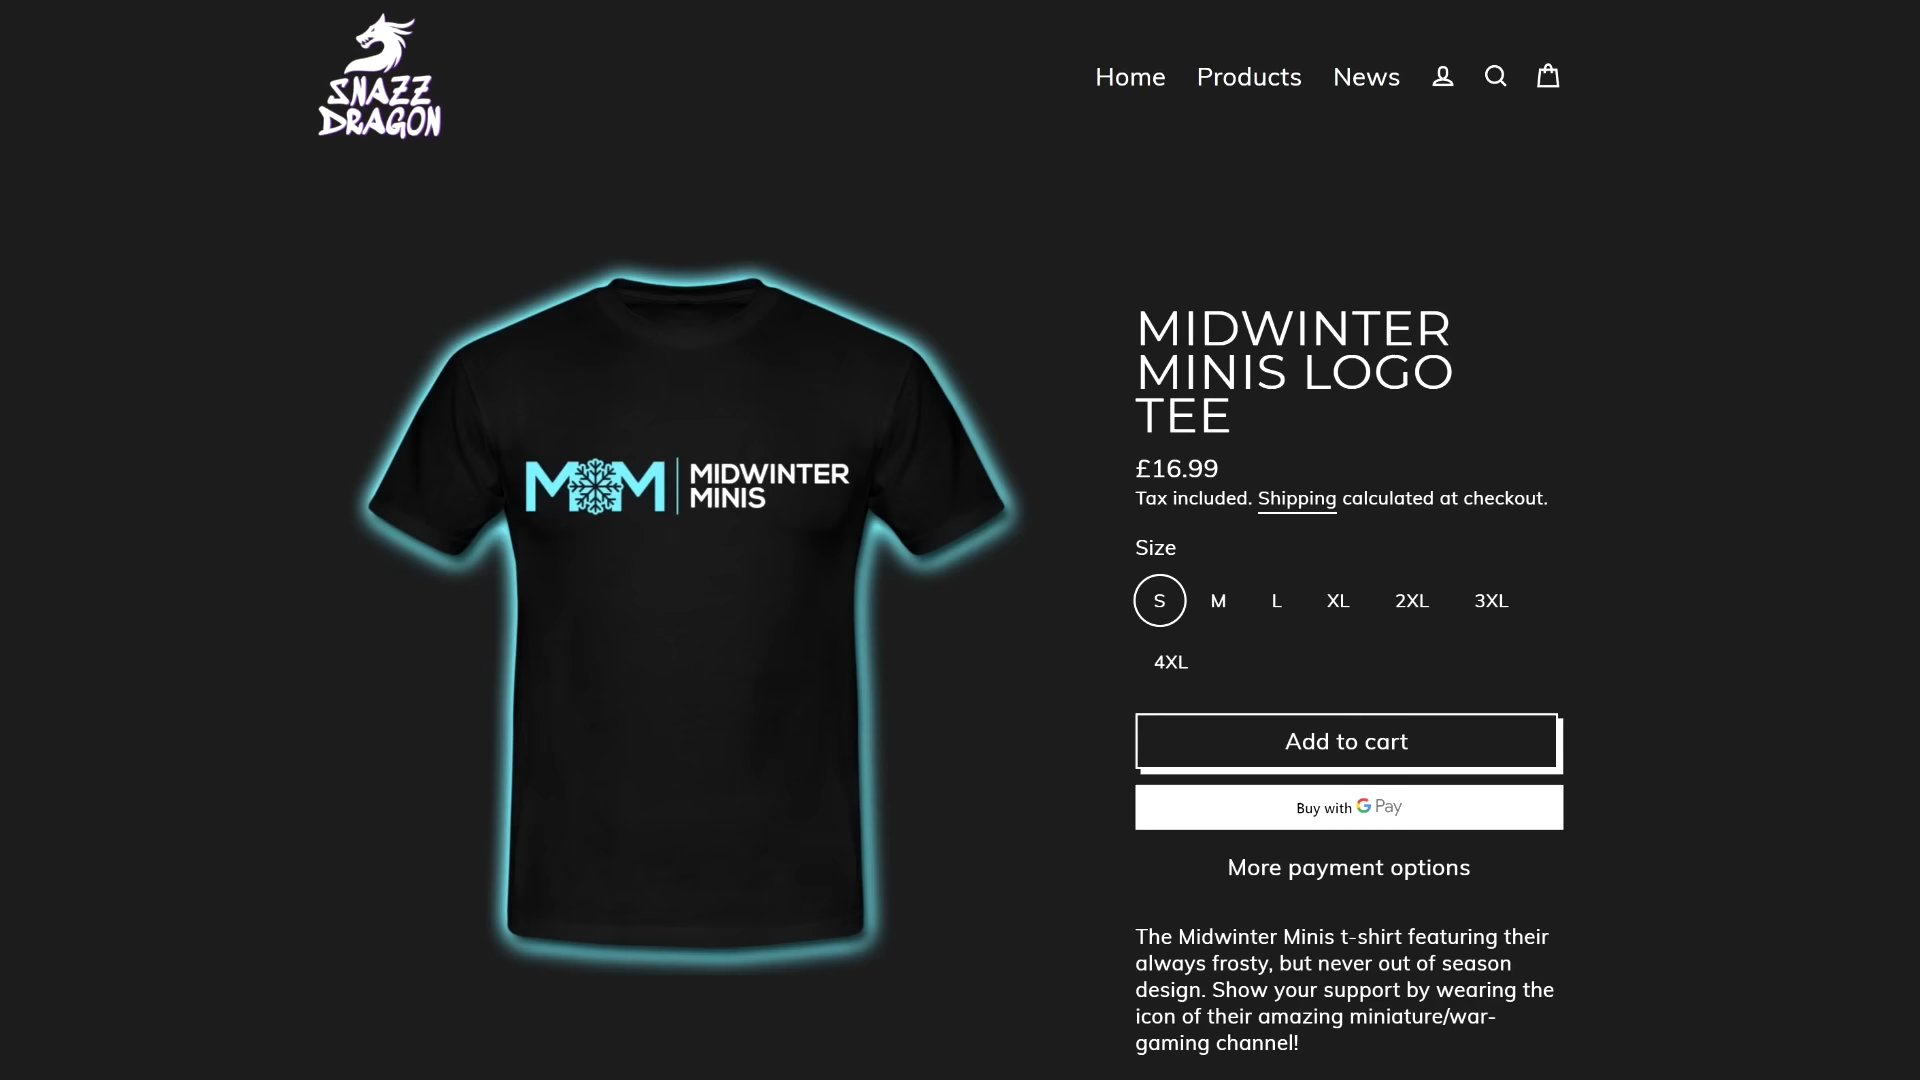 SNAZZ
DRAGON
Home Products News
MIDWINTER
MINIS LOGO
TEE
£16.99
Tax included. Shipping calculated at checkout.
M M MIDWINTER
MINIS
Size
S M L XL 2XL 3XL
4XL
Add to cart
Buy with G Pay
More payment options
The Midwinter Minis t-shirt featuring their
always frosty, but never out of season
design. Show your support by wearing the
icon of their amazing miniature/war-
gaming channel!